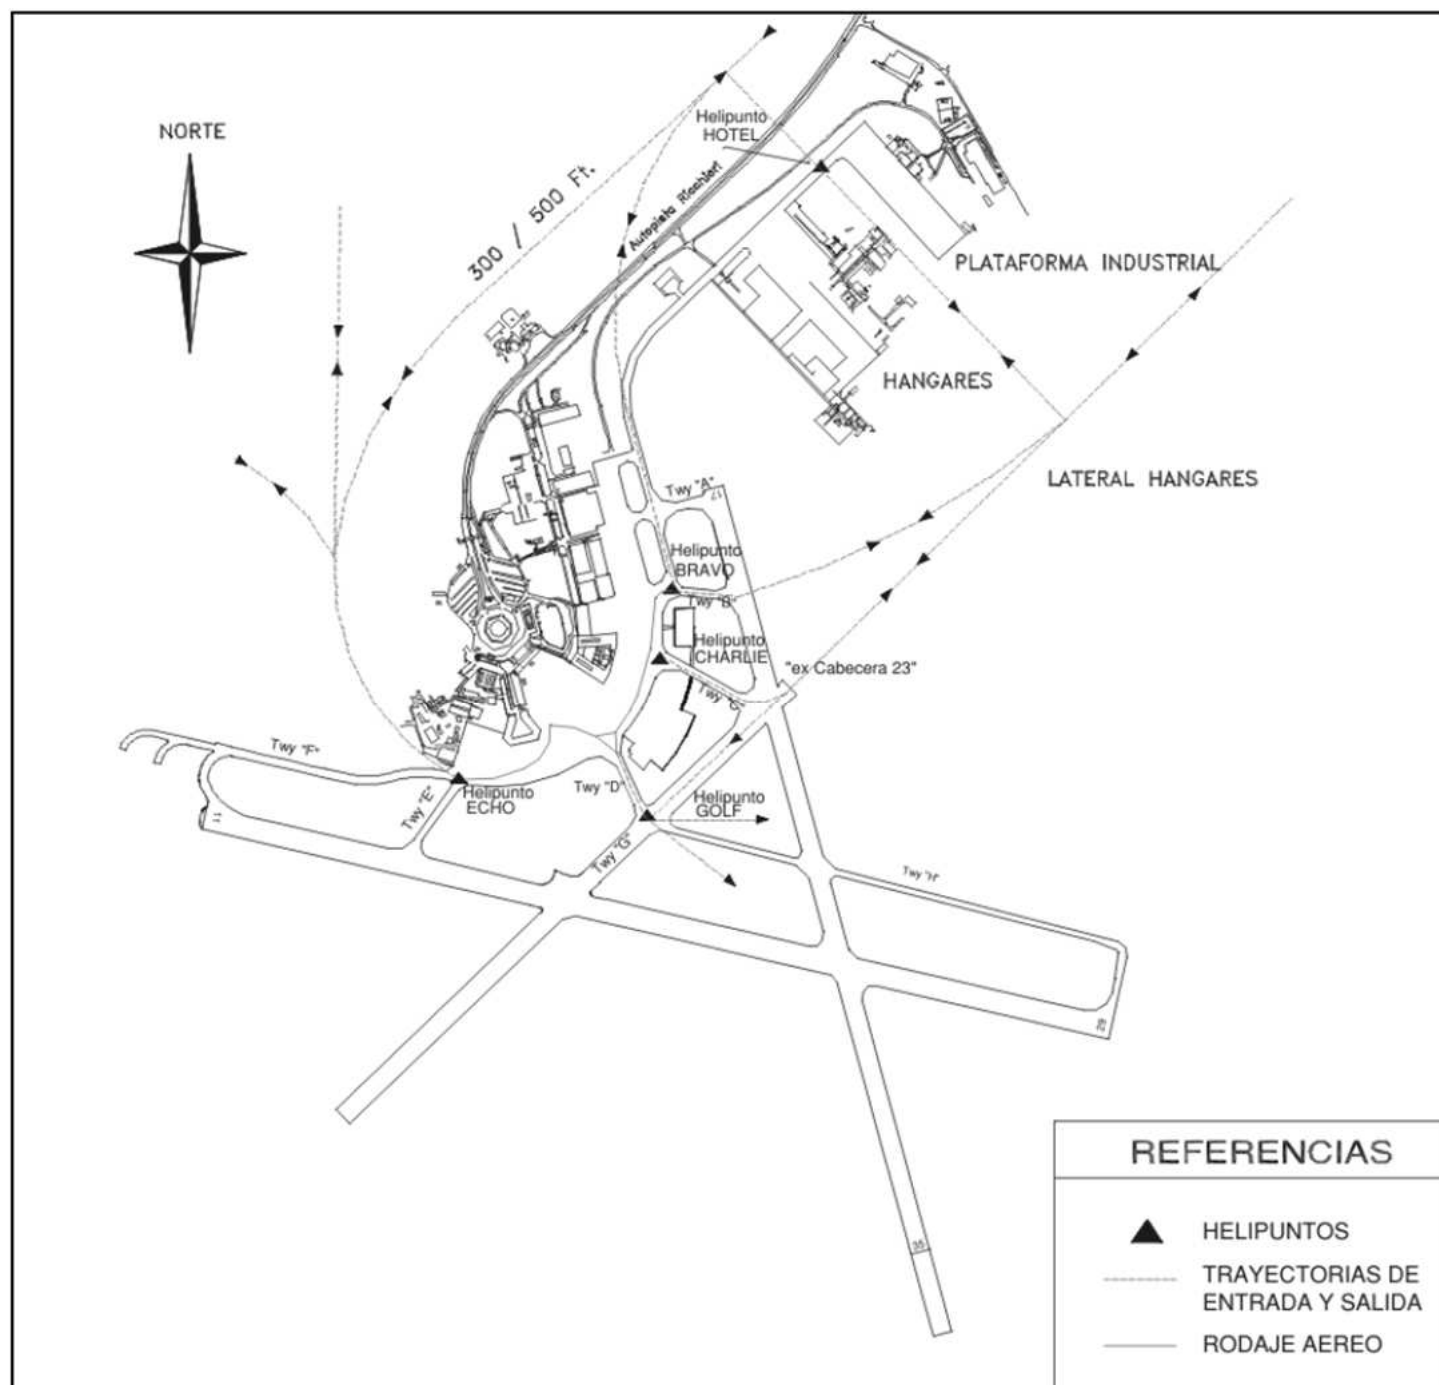 NORTE
Helipunto
HOTEL
300 / 500 Ft.
Autopista Ricchieri
PLATAFORMA INDUSTRIAL
HANGARES
LATERAL HANGARES
Twy "A"
17
Helipunto
BRAVO
Twy "B"
Helipunto
CHARLIE
"ex Cabecera 23"
Twy "C"
Twy "F"
Helipunto
ECHO
Twy "D"
Helipunto
GOLF
Twy "E"
11
Twy "G"
Twy "H"
29
35
REFERENCIAS
HELIPUNTOS
TRAYECTORIAS DE
ENTRADA Y SALIDA
RODAJE AEREO